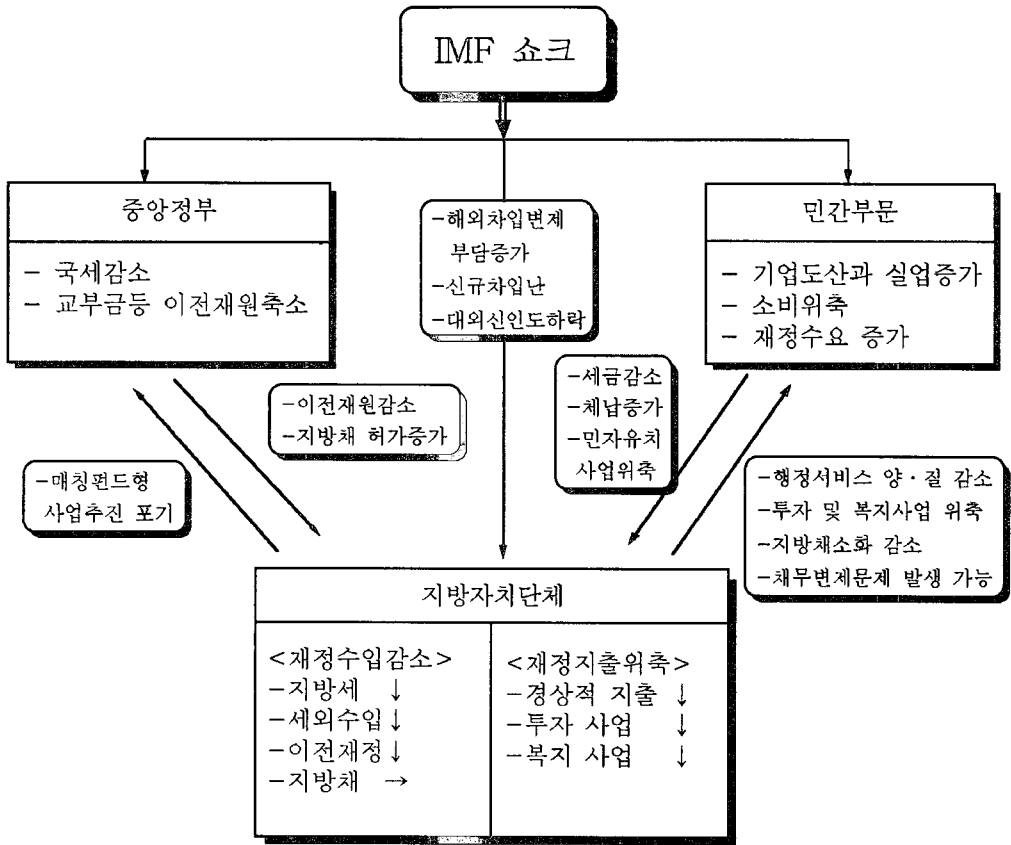 IMF 쇼크
중앙정부
- 국세감소
- 교부금등 이전재원축소
-해외차입변제
부담증가
-신규차입난
-대외신인도하락
민간부문
- 기업도산과 실업증가
- 소비위축
- 재정수요 증가
-매칭펀드형
사업추진 포기
-이전재원감소
-지방채 허가증가
-세금감소
-체납증가
-민자유치
사업위축
-행정서비스 양·질 감소
-투자 및 복지사업 위축
-지방채소화 감소
-채무변제문제 발생 가능
지방자치단체
<재정수입감소>
-지방세 ↓
-세외수입↓
-이전재정↓
-지방채 →
<재정지출위축>
-경상적 지출 ↓
-투자 사업 ↓
-복지 사업 ↓